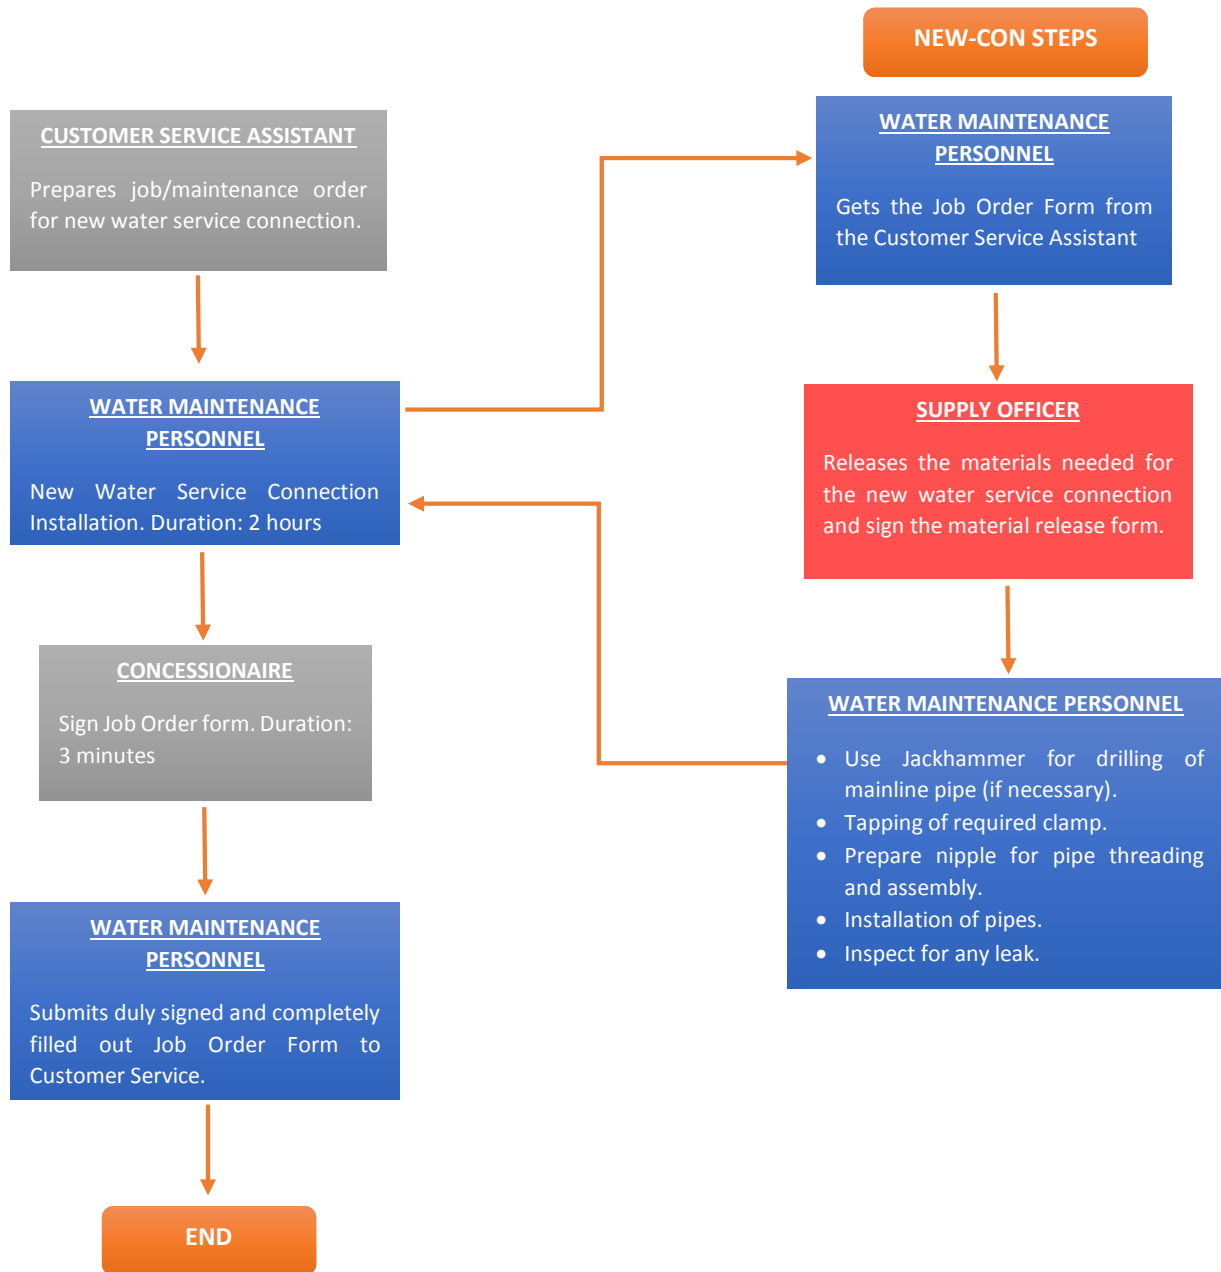 NEW-CON STEPS
CUSTOMER SERVICE ASSISTANT
Prepares job/maintenance order
for new water service connection.
WATER MAINTENANCE
PERSONNEL
New Water Service Connection
Installation. Duration: 2 hours
CONCESSIONAIRE
Sign Job Order form. Duration:
3 minutes
WATER MAINTENANCE
PERSONNEL
Submits duly signed and completely
filled out Job Order Form to
Customer Service.
END
WATER MAINTENANCE
PERSONNEL
Gets the Job Order Form from
the Customer Service Assistant
SUPPLY OFFICER
Releases the materials needed for
the new water service connection
and sign the material release form.
WATER MAINTENANCE PERSONNEL
• Use Jackhammer for drilling of
mainline pipe (if necessary).
• Tapping of required clamp.
• Prepare nipple for pipe threading
and assembly.
• Installation of pipes.
• Inspect for any leak.